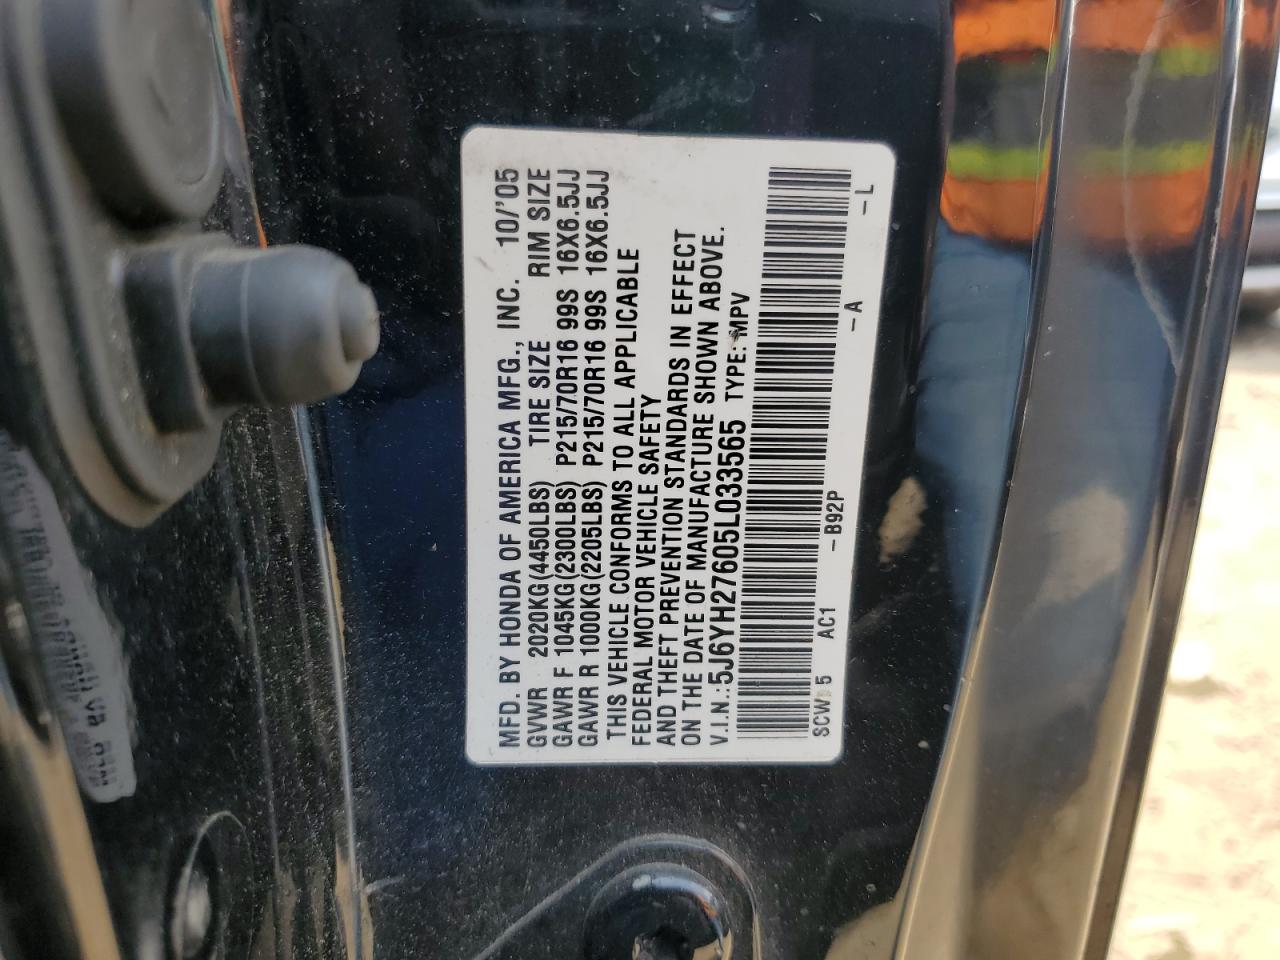 MFD. BY HONDA OF AMERICA MFG., INC. 10/'05
GVWR 2020KG(4450LBS) TIRE SIZE RIM SIZE
GAWR F 1045KG(2300LBS) P215/70R16 99S 16X6.5JJ
GAWR R 1000KG(2205LBS) P215/70R16 99S 16X6.5JJ
THIS VEHICLE CONFORMS TO ALL APPLICABLE
FEDERAL MOTOR VEHICLE SAFETY
AND THEFT PREVENTION STANDARDS IN EFFECT
ON THE DATE OF MANUFACTURE SHOWN ABOVE.
V.I.N.:5J6YH27605L033565 TYPE: MPV
AC1 -B92P -A -L